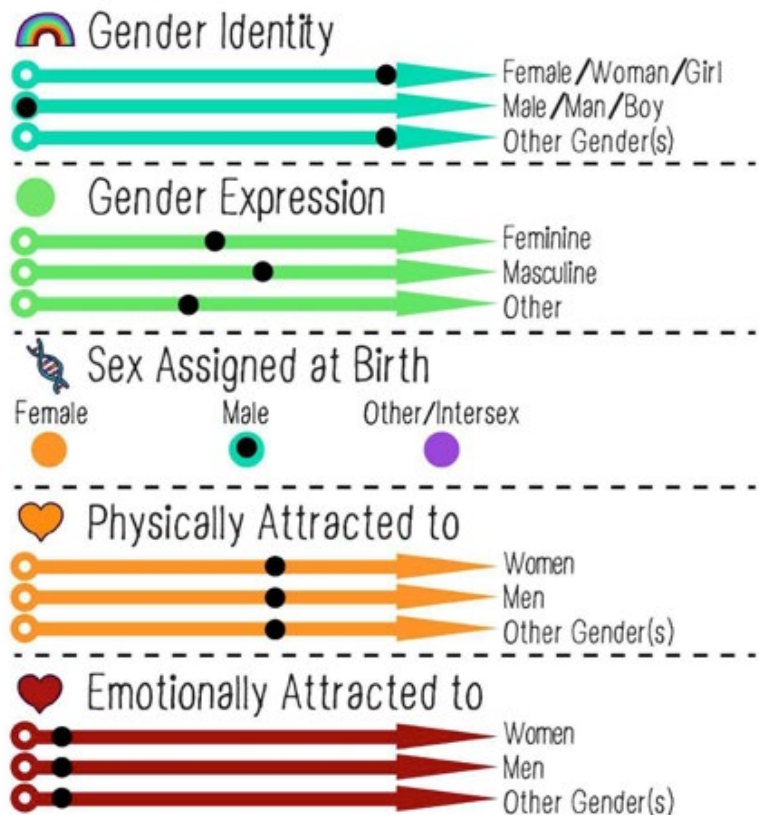 Gender Identity
Female/Woman/Girl
Male/Man/Boy
Other Gender(s)
Gender Expression
Feminine
Masculine
Other
Sex Assigned at Birth
Female Male Other/Intersex
Physically Attracted to
Women
Men
Other Gender(s)
Emotionally Attracted to
Women
Men
Other Gender(s)